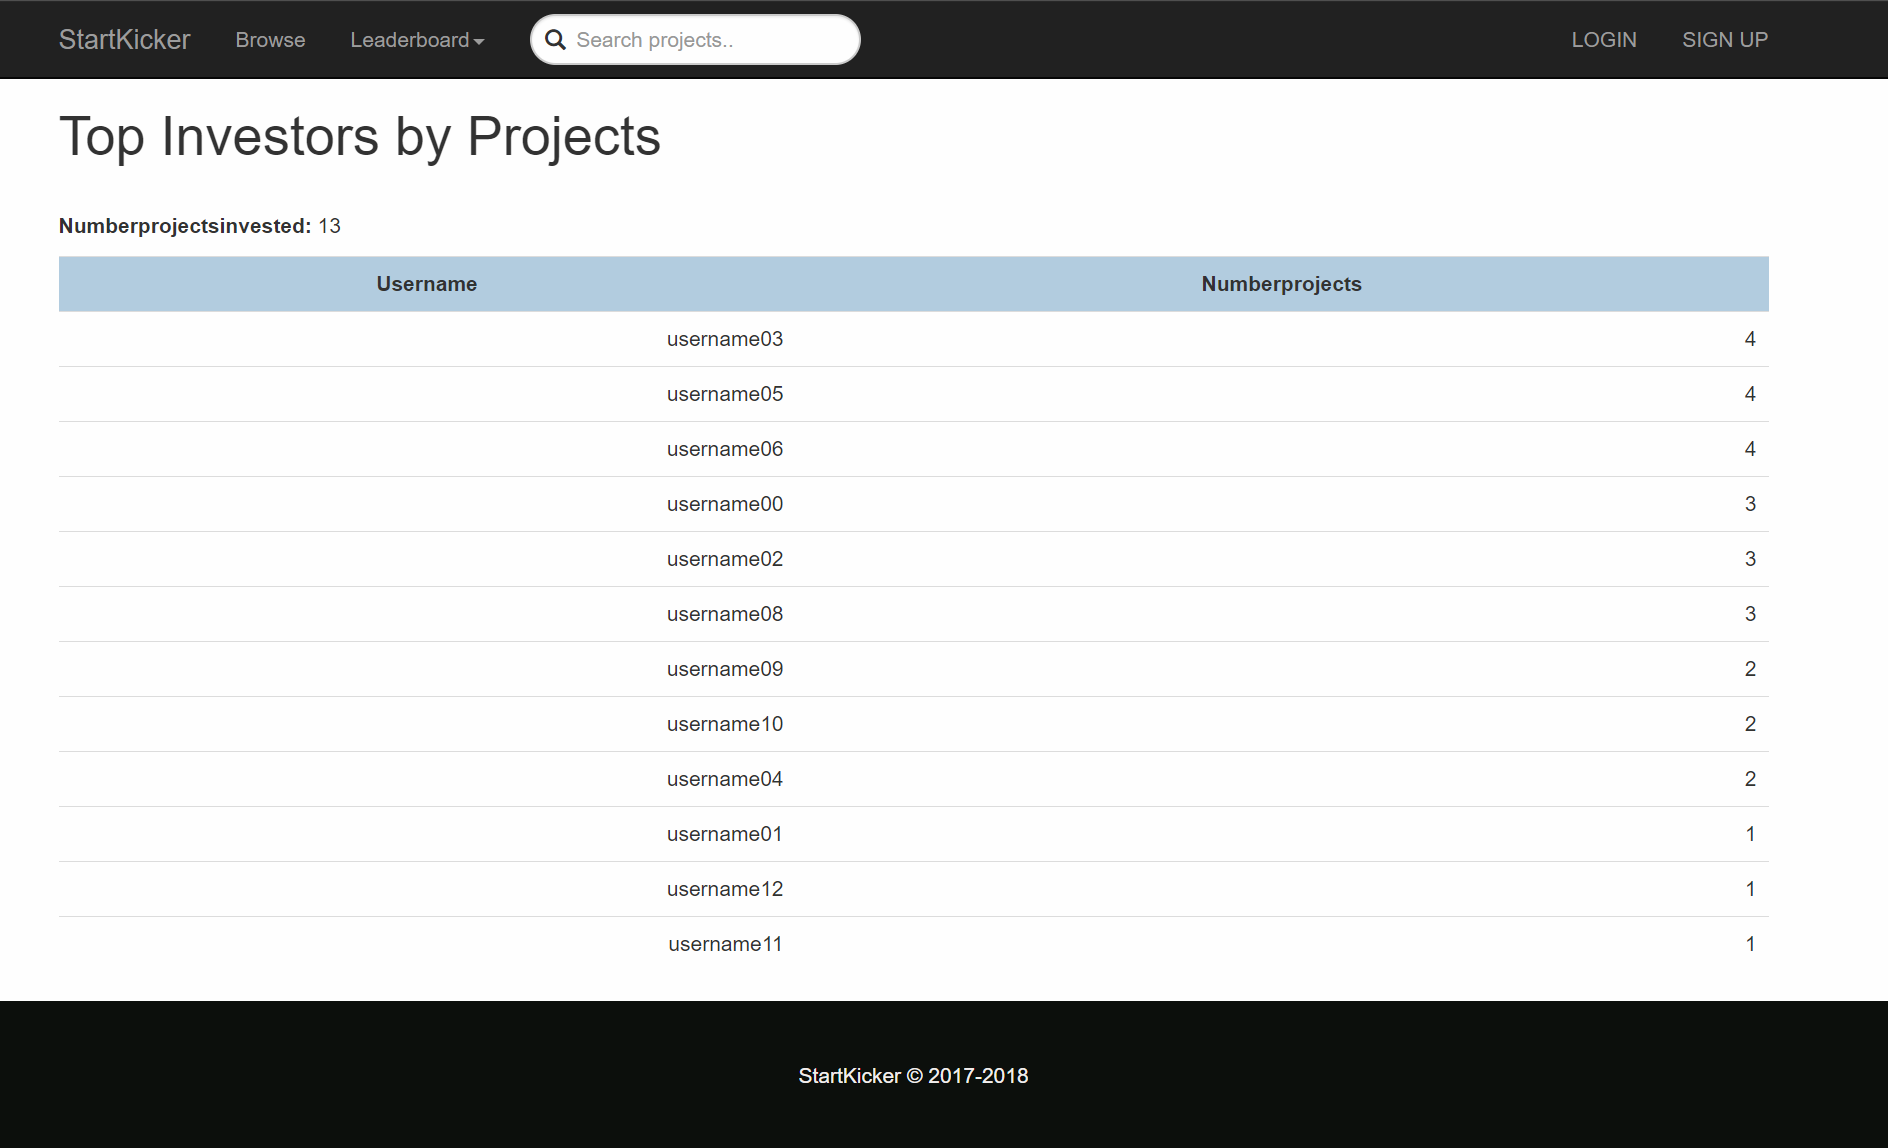 StartKicker Browse Leaderboard Search projects.. LOGIN SIGN UP
Top Investors by Projects
Numberprojectsinvested: 13
Username Numberprojects
username03 4
username05 4
username06 4
username00 3
username02 3
username08 3
username09 2
username10 2
username04 2
username01 1
username12 1
username11 1
StartKicker © 2017-2018